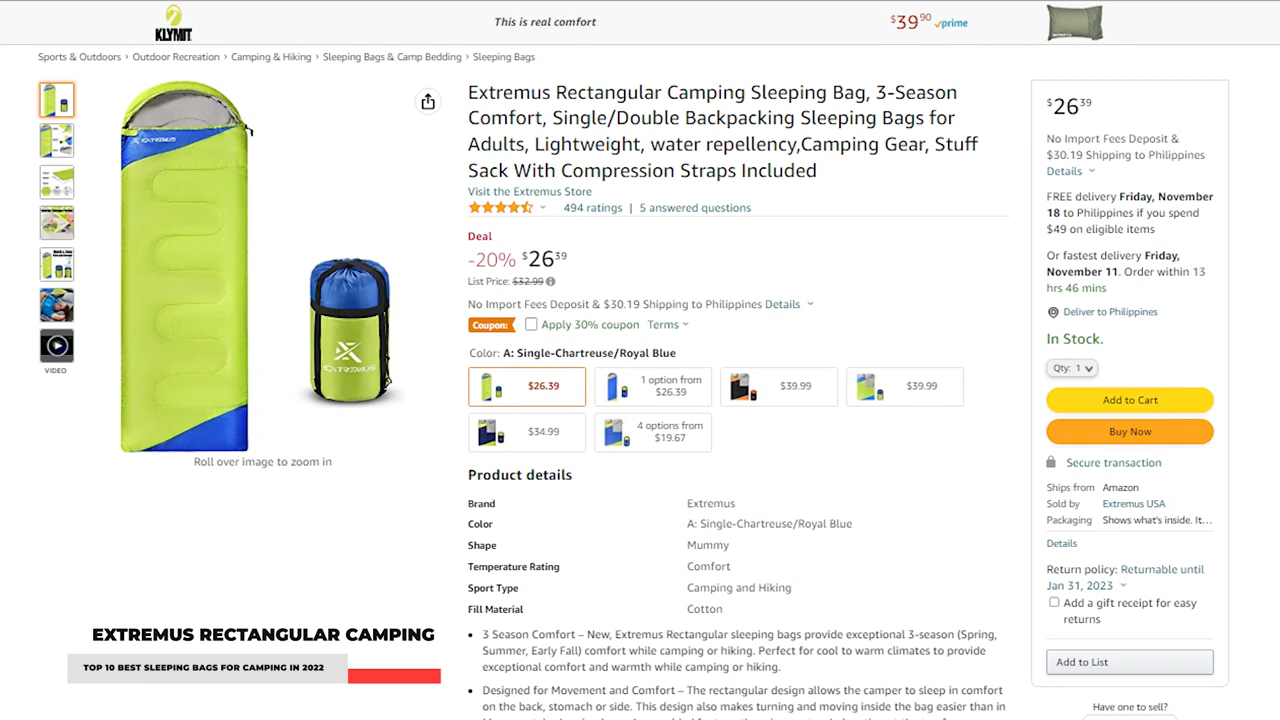 KLYMIT
This is real comfort
$39 90 prime
Sports & Outdoors › Outdoor Recreation › Camping & Hiking › Sleeping Bags & Camp Bedding › Sleeping Bags
EXTREMUS
EXTREMUS
Roll over image to zoom in
VIDEO
Extremus Rectangular Camping Sleeping Bag, 3-Season
Comfort, Single/Double Backpacking Sleeping Bags for
Adults, Lightweight, water repellency,Camping Gear, Stuff
Sack With Compression Straps Included
Visit the Extremus Store
494 ratings | 5 answered questions
Deal
-20% $26 39
List Price: $32.99
No Import Fees Deposit & $30.19 Shipping to Philippines Details
Coupon: Apply 30% coupon Terms
Color: A: Single-Chartreuse/Royal Blue
$26.39
1 option from
$26.39
$39.99
$39.99
$34.99
4 options from
$19.67
Product details
Brand Extremus
Color A: Single-Chartreuse/Royal Blue
Shape Mummy
Temperature Rating Comfort
Sport Type Camping and Hiking
Fill Material Cotton
• 3 Season Comfort – New, Extremus Rectangular sleeping bags provide exceptional 3-season (Spring,
Summer, Early Fall) comfort while camping or hiking. Perfect for cool to warm climates to provide
exceptional comfort and warmth while camping or hiking.
• Designed for Movement and Comfort – The rectangular design allows the camper to sleep in comfort
on the back, stomach or side. This design also makes turning and moving inside the bag easier than in
$26 39
No Import Fees Deposit &
$30.19 Shipping to Philippines
Details
FREE delivery Friday, November
18 to Philippines if you spend
$49 on eligible items
Or fastest delivery Friday,
November 11. Order within 13
hrs 46 mins
Deliver to Philippines
In Stock.
Qty: 1
Add to Cart
Buy Now
Secure transaction
Ships from Amazon
Sold by Extremus USA
Packaging Shows what's inside. It...
Details
Return policy: Returnable until
Jan 31, 2023
Add a gift receipt for easy
returns
Add to List
Have one to sell?
EXTREMUS RECTANGULAR CAMPING
TOP 10 BEST SLEEPING BAGS FOR CAMPING IN 2022